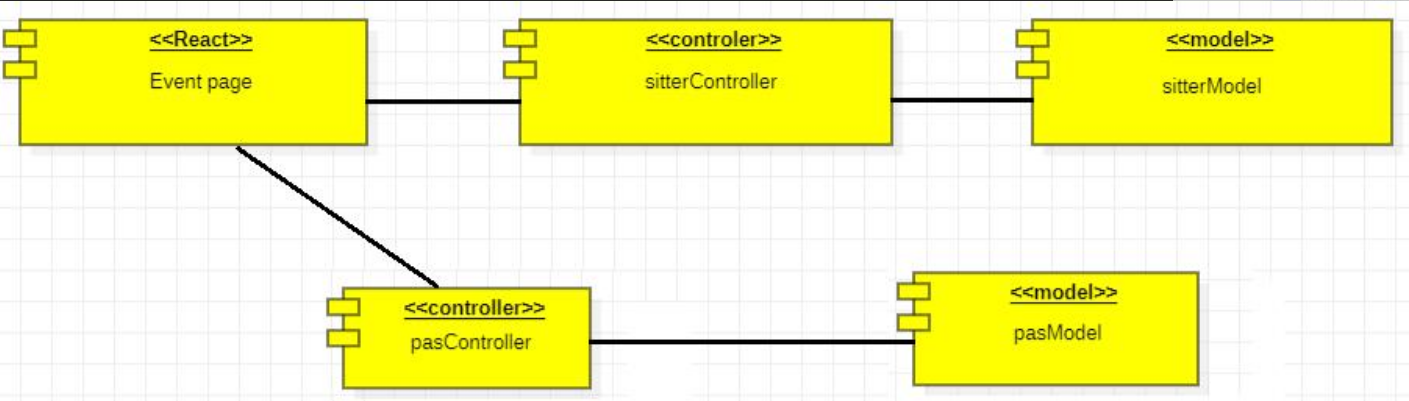 <<React>>
Event page
<<controler>>
sitterController
<<model>>
sitterModel
<<controller>>
pasController
<<model>>
pasModel